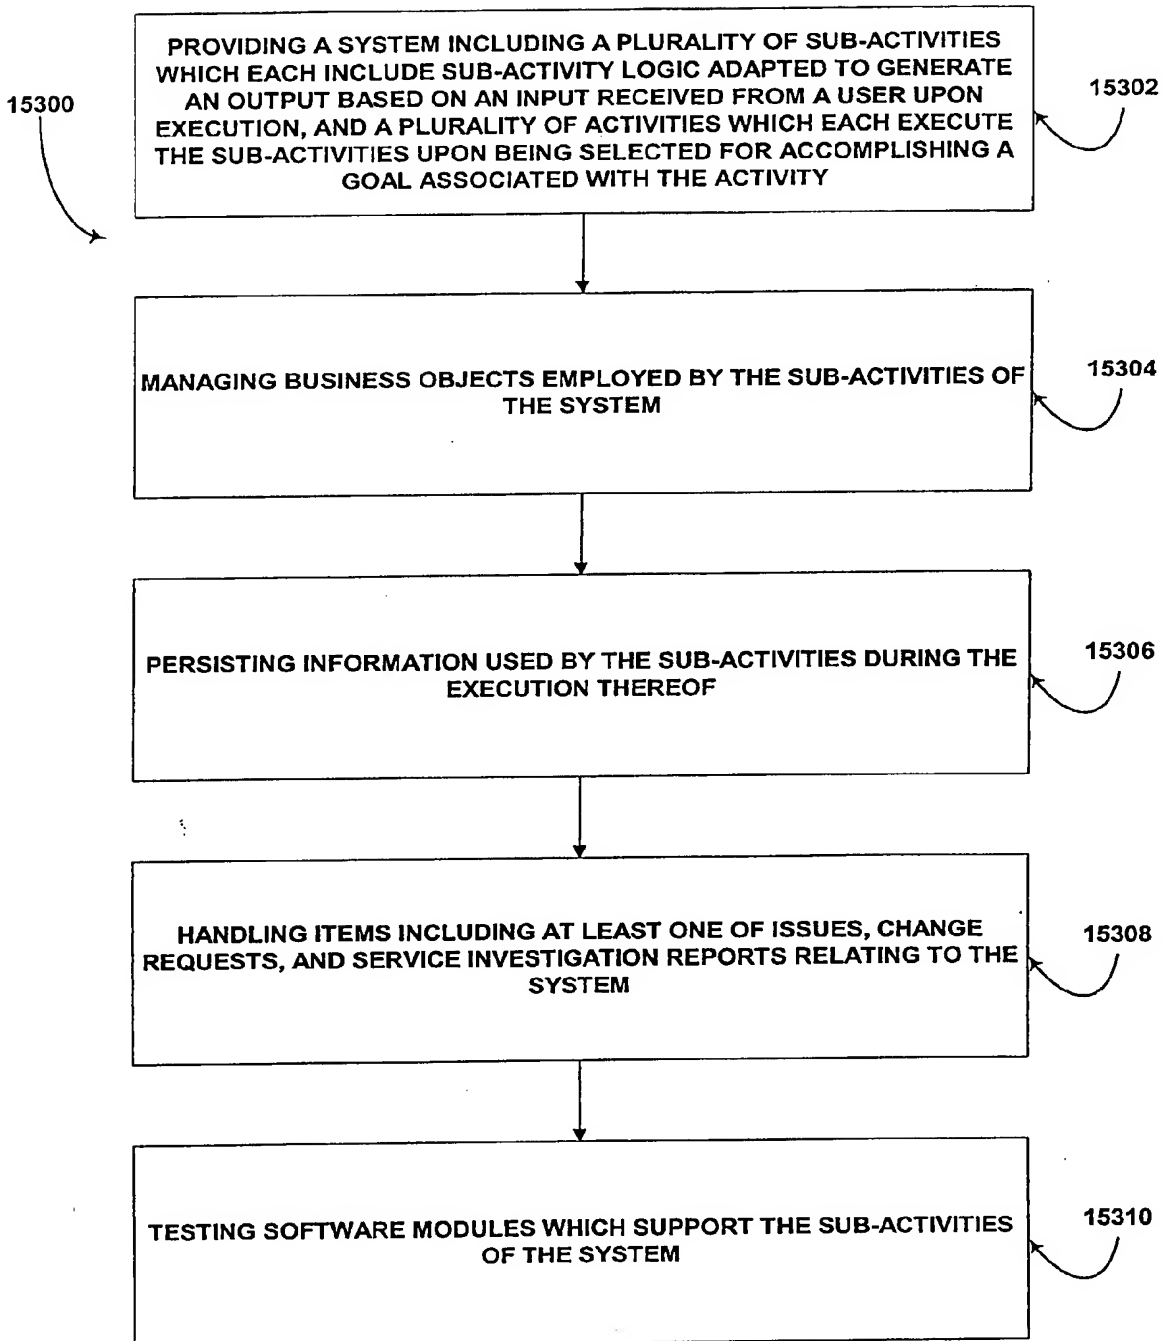 PROVIDING A SYSTEM INCLUDING A PLURALITY OF SUB-ACTIVITIES
WHICH EACH INCLUDE SUB-ACTIVITY LOGIC ADAPTED TO GENERATE
AN OUTPUT BASED ON AN INPUT RECEIVED FROM A USER UPON
EXECUTION, AND A PLURALITY OF ACTIVITIES WHICH EACH EXECUTE
THE SUB-ACTIVITIES UPON BEING SELECTED FOR ACCOMPLISHING A
GOAL ASSOCIATED WITH THE ACTIVITY
15302
15300
MANAGING BUSINESS OBJECTS EMPLOYED BY THE SUB-ACTIVITIES OF
THE SYSTEM
15304
PERSISTING INFORMATION USED BY THE SUB-ACTIVITIES DURING THE
EXECUTION THEREOF
15306
HANDLING ITEMS INCLUDING AT LEAST ONE OF ISSUES, CHANGE
REQUESTS, AND SERVICE INVESTIGATION REPORTS RELATING TO THE
SYSTEM
15308
TESTING SOFTWARE MODULES WHICH SUPPORT THE SUB-ACTIVITIES
OF THE SYSTEM
15310